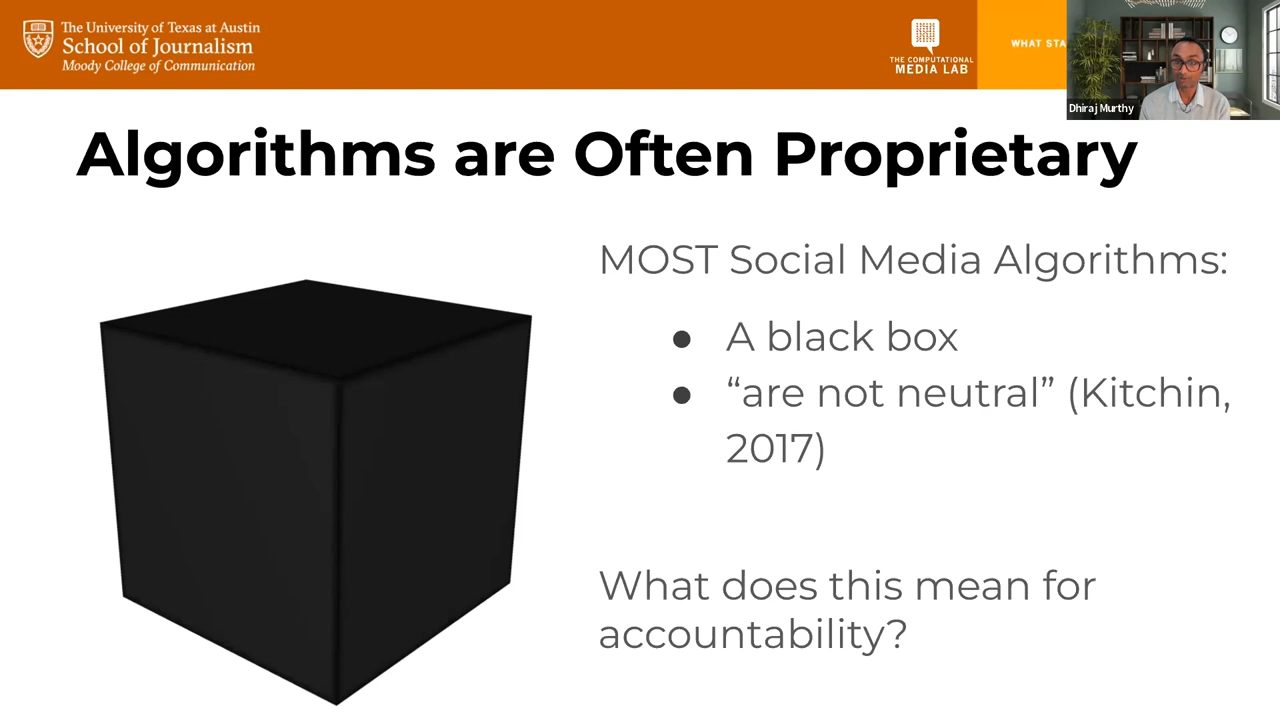 The University of Texas at Austin
School of Journalism
Moody College of Communication
THE COMPUTATIONAL
MEDIA LAB
WHAT STA
Dhiraj Murthy
Algorithms are Often Proprietary
MOST Social Media Algorithms:
● A black box
● “are not neutral” (Kitchin,
2017)
What does this mean for
accountability?